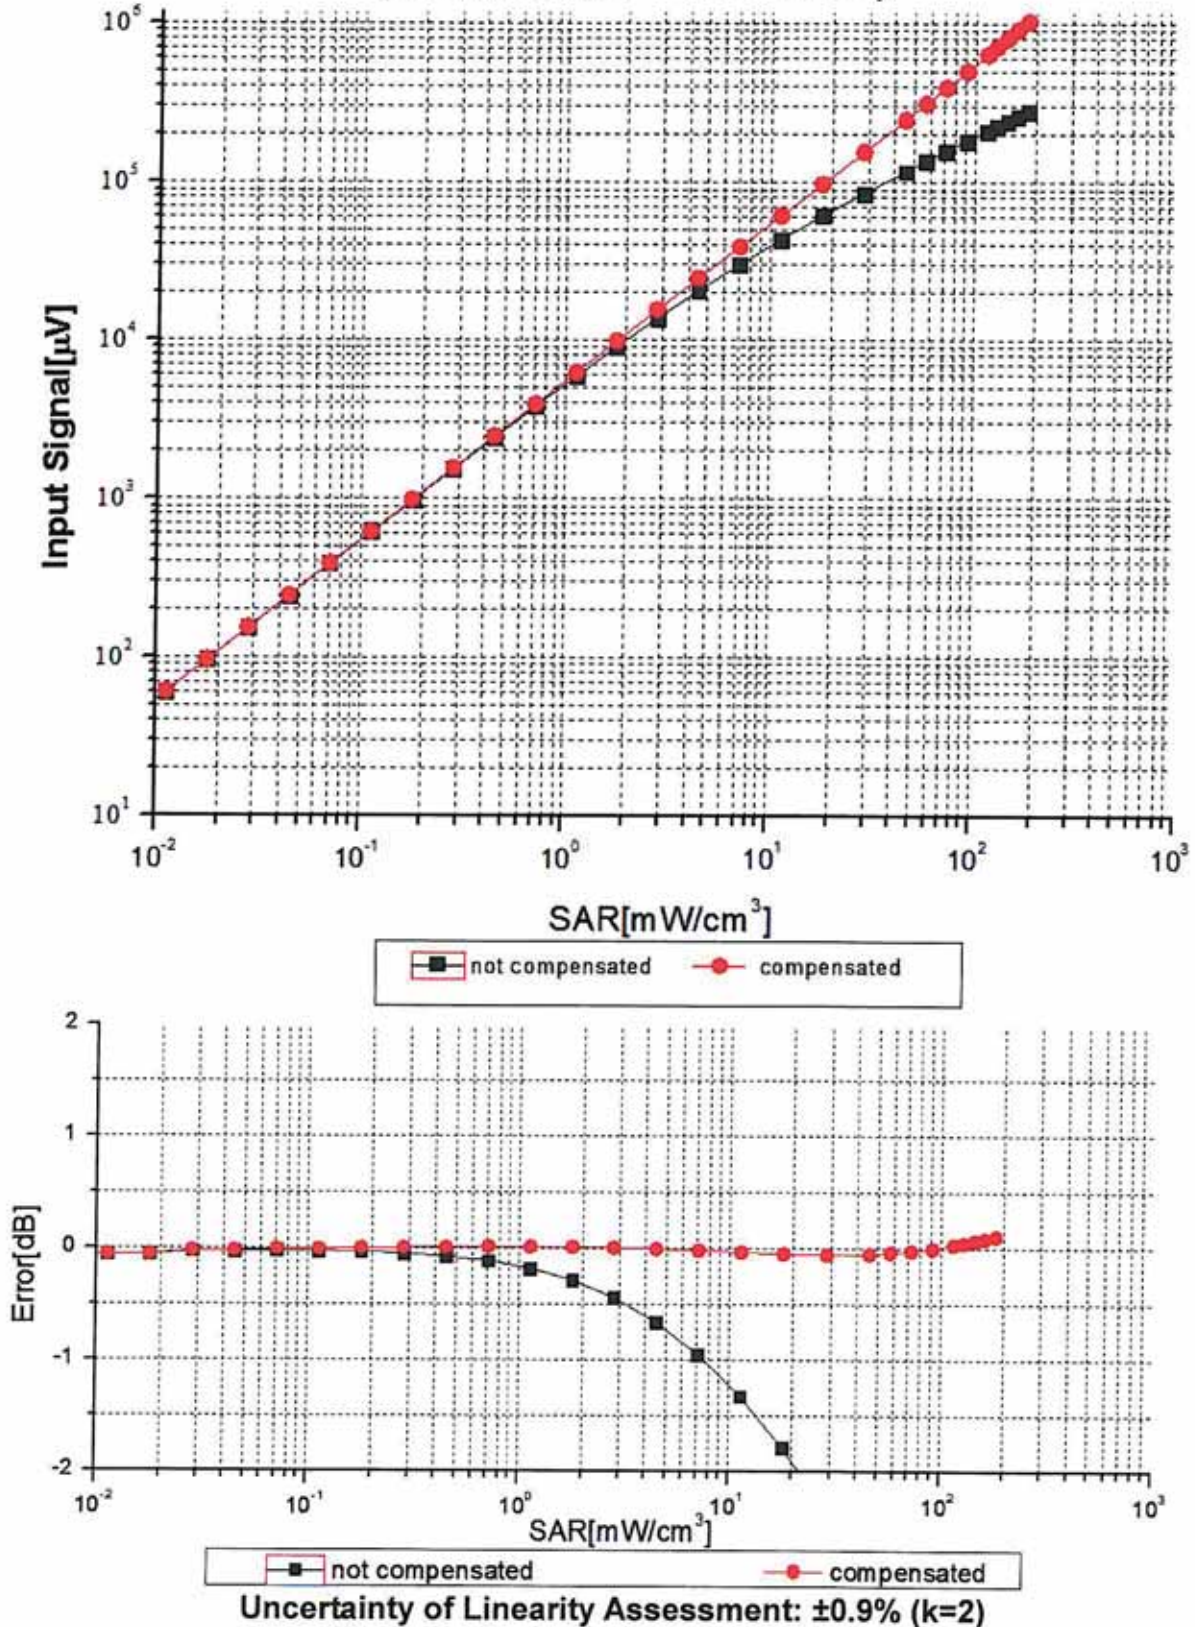 10⁶
10⁵
10⁴
10³
10²
10¹
Input Signal[µV]
10⁻² 10⁻¹ 10⁰ 10¹ 10² 10³
SAR[mW/cm³]
not compensated compensated
2
1
0
-1
-2
Error[dB]
10⁻² 10⁻¹ 10⁰ 10¹ 10² 10³
SAR[mW/cm³]
not compensated compensated
Uncertainty of Linearity Assessment: ±0.9% (k=2)